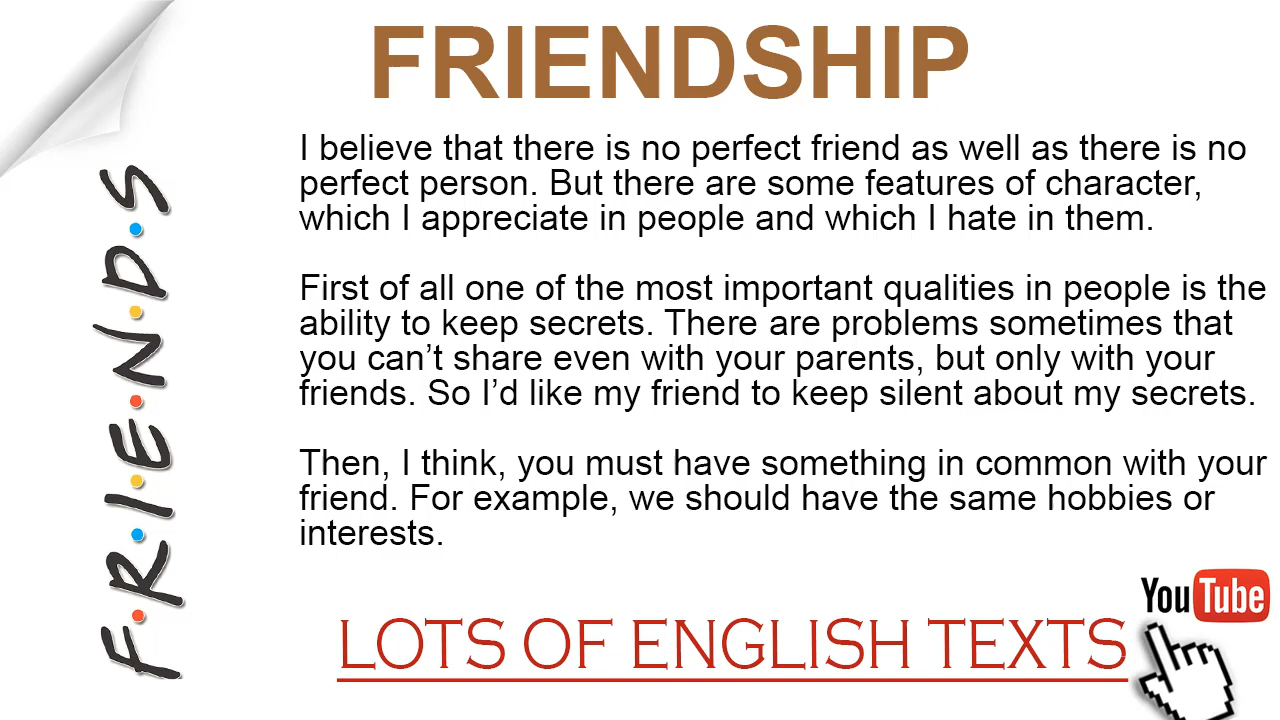 FRIENDSHIP
F·R·I·E·N·D·S
I believe that there is no perfect friend as well as there is no
perfect person. But there are some features of character,
which I appreciate in people and which I hate in them.
First of all one of the most important qualities in people is the
ability to keep secrets. There are problems sometimes that
you can’t share even with your parents, but only with your
friends. So I’d like my friend to keep silent about my secrets.
Then, I think, you must have something in common with your
friend. For example, we should have the same hobbies or
interests.
YouTube
LOTS OF ENGLISH TEXTS